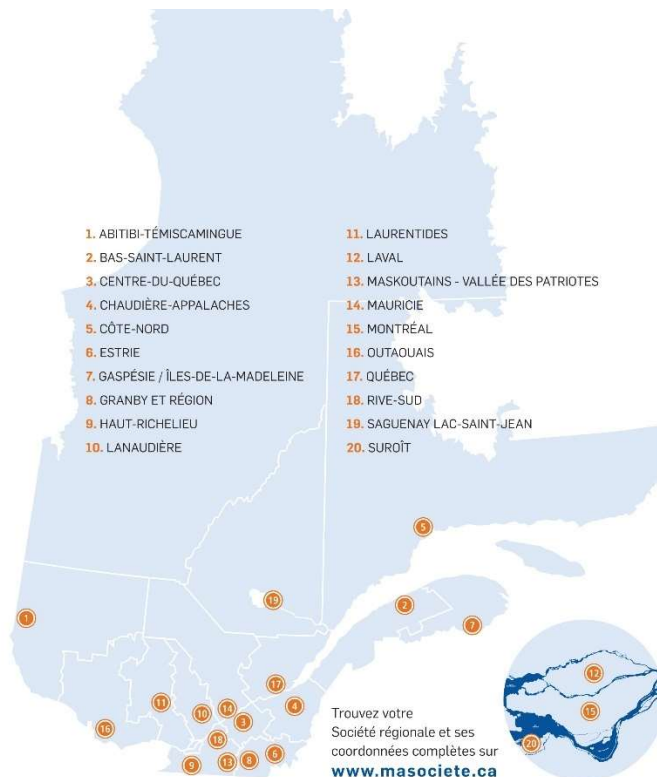 1. ABITIBI-TÉMISCAMINGUE
2. BAS-SAINT-LAURENT
3. CENTRE-DU-QUÉBEC
4. CHAUDIÈRE-APPALACHES
5. CÔTE-NORD
6. ESTRIE
7. GASPÉSIE / ÎLES-DE-LA-MADELEINE
8. GRANBY ET RÉGION
9. HAUT-RICHELIEU
10. LANAUDIÈRE
11. LAURENTIDES
12. LAVAL
13. MASKOUTAINS - VALLÉE DES PATRIOTES
14. MAURICIE
15. MONTRÉAL
16. OUTAOUAIS
17. QUÉBEC
18. RIVE-SUD
19. SAGUENAY LAC-SAINT-JEAN
20. SUROÎT
5
19
2
1
7
12
17
11
14
4
10
3
15
16
18
20
6
8
13
9
Trouvez votre
Société régionale et ses
coordonnées complètes sur
www.masociete.ca